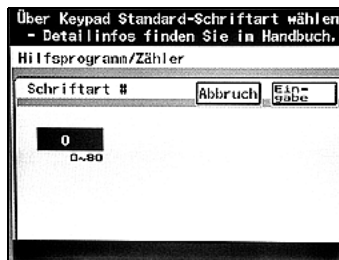 Über Keypad Standard-Schriftart wählen
- Detailinfos finden Sie im Handbuch.
Hilfsprogramm/Zähler
Schriftart #
Abbruch
Ein-
gabe
0
0~80